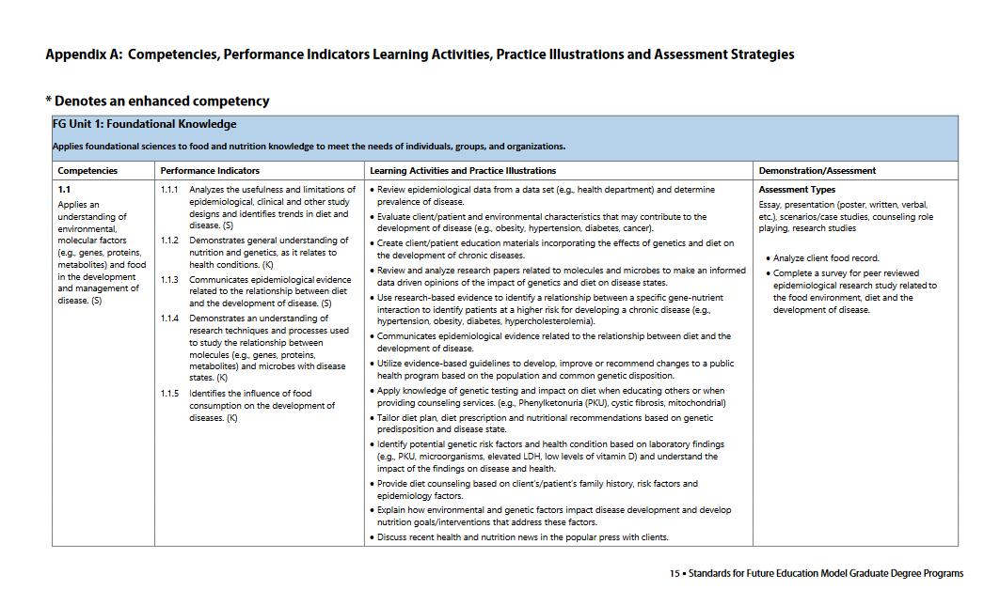 Appendix A: Competencies, Performance Indicators Learning Activities, Practice Illustrations and Assessment Strategies
* Denotes an enhanced competency
FG Unit 1: Foundational Knowledge
Applies foundational sciences to food and nutrition knowledge to meet the needs of individuals, groups, and organizations.
Competencies
Performance Indicators
Learning Activities and Practice Illustrations
Demonstration/Assessment
1.1
Applies an
understanding of
environmental,
molecular factors
(e.g., genes, proteins,
metabolites) and food
in the development
and management of
disease. (S)
1.1.1 Analyzes the usefulness and limitations of
epidemiological, clinical and other study
designs and identifies trends in diet and
disease. (S)
1.1.2 Demonstrates general understanding of
nutrition and genetics, as it relates to
health conditions. (K)
1.1.3 Communicates epidemiological evidence
related to the relationship between diet
and the development of disease. (S)
1.1.4 Demonstrates an understanding of
research techniques and processes used
to study the relationship between
molecules (e.g., genes, proteins,
metabolites) and microbes with disease
states. (K)
1.1.5 Identifies the influence of food
consumption on the development of
diseases. (K)
• Review epidemiological data from a data set (e.g., health department) and determine
prevalence of disease.
• Evaluate client/patient and environmental characteristics that may contribute to the
development of disease (e.g., obesity, hypertension, diabetes, cancer).
• Create client/patient education materials incorporating the effects of genetics and diet on
the development of chronic diseases.
• Review and analyze research papers related to molecules and microbes to make an informed
data driven opinions of the impact of genetics and diet on disease states.
• Use research-based evidence to identify a relationship between a specific gene-nutrient
interaction to identify patients at a higher risk for developing a chronic disease (e.g.,
hypertension, obesity, diabetes, hypercholesterolemia).
• Communicates epidemiological evidence related to the relationship between diet and the
development of disease.
• Utilize evidence-based guidelines to develop, improve or recommend changes to a public
health program based on the population and common genetic disposition.
• Apply knowledge of genetic testing and impact on diet when educating others or when
providing counseling services. (e.g., Phenylketonuria (PKU), cystic fibrosis, mitochondrial)
• Tailor diet plan, diet prescription and nutritional recommendations based on genetic
predisposition and disease state.
• Identify potential genetic risk factors and health condition based on laboratory findings
(e.g., PKU, microorganisms, elevated LDH, low levels of vitamin D) and understand the
impact of the findings on disease and health.
• Provide diet counseling based on client's/patient's family history, risk factors and
epidemiology factors.
• Explain how environmental and genetic factors impact disease development and develop
nutrition goals/interventions that address these factors.
• Discuss recent health and nutrition news in the popular press with clients.
Assessment Types
Essay, presentation (poster, written, verbal,
etc.), scenarios/case studies, counseling role
playing, research studies
• Analyze client food record.
• Complete a survey for peer reviewed
epidemiological research study related to
the food environment, diet and the
development of disease.
15 ▪ Standards for Future Education Model Graduate Degree Programs